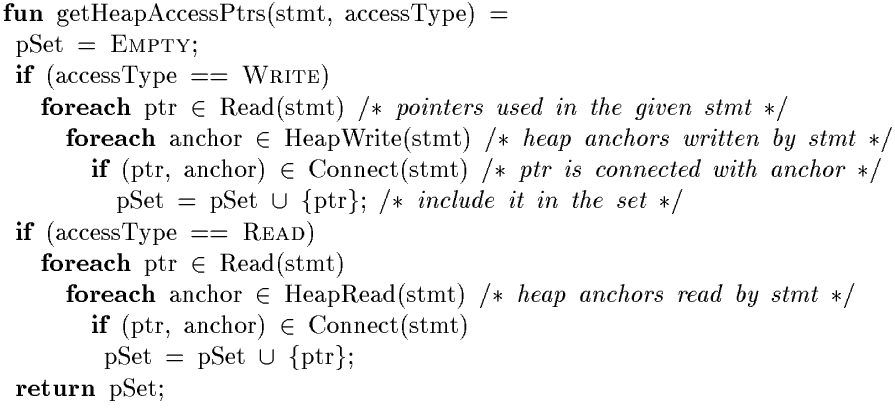 fun getHeapAccessPtrs(stmt, accessType) =
pSet = EMPTY;
if (accessType == WRITE)
foreach ptr ∈ Read(stmt) /* pointers used in the given stmt */
foreach anchor ∈ HeapWrite(stmt) /* heap anchors written by stmt */
if (ptr, anchor) ∈ Connect(stmt) /* ptr is connected with anchor */
pSet = pSet ∪ {ptr}; /* include it in the set */
if (accessType == READ)
foreach ptr ∈ Read(stmt)
foreach anchor ∈ HeapRead(stmt) /* heap anchors read by stmt */
if (ptr, anchor) ∈ Connect(stmt)
pSet = pSet ∪ {ptr};
return pSet;